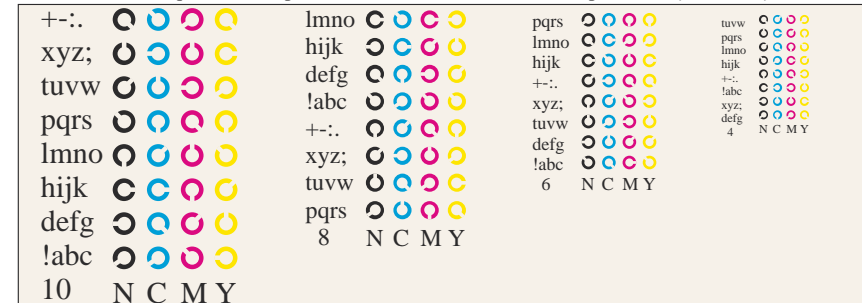 +-:.
xyz;
tuvw
pqrs
lmno
hijk
defg
!abc
10 N C M Y
lmno
hijk
defg
!abc
+-:.
xyz;
tuvw
pqrs
8 N C M Y
pqrs
lmno
hijk
+-:.
xyz;
tuvw
defg
!abc
6 N C M Y
tuvw
pqrs
lmno
hijk
+-:.
!abc
xyz;
defg
4 N C M Y